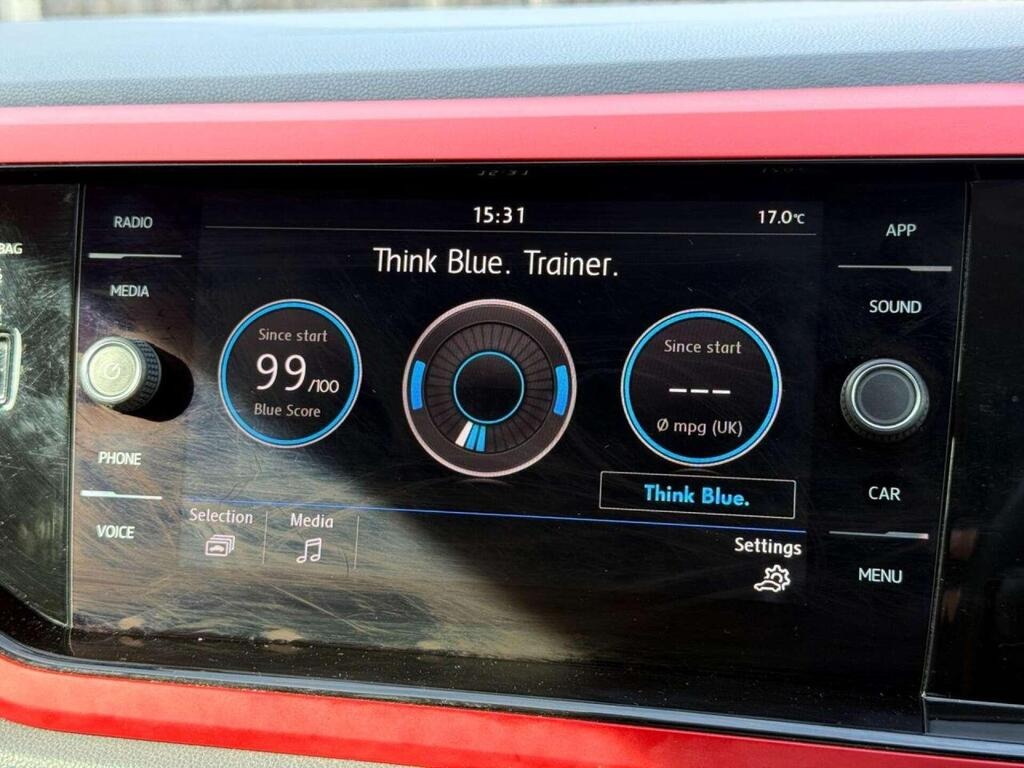 15:31
17.0°C
BAG
RADIO
MEDIA
PHONE
VOICE
Think Blue. Trainer.
Since start
99/100
Blue Score
Since start
---
Ø mpg (UK)
Think Blue.
Selection
Media
Settings
APP
SOUND
CAR
MENU